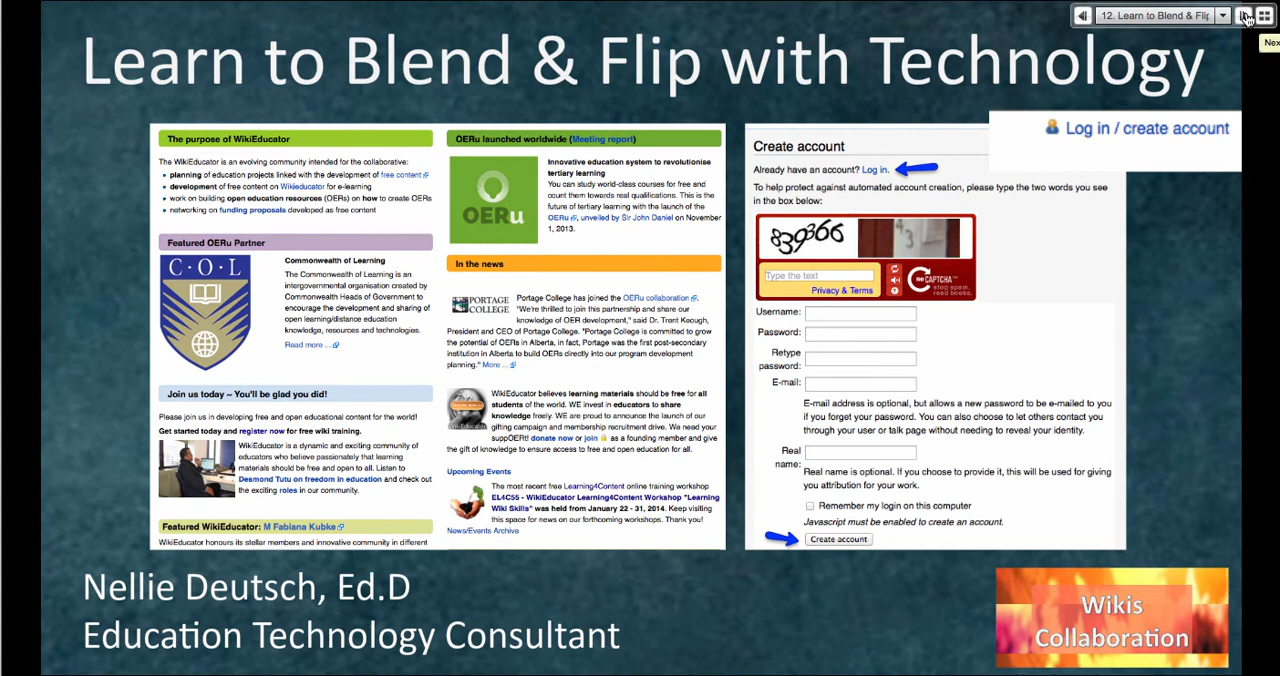 12. Learn to Blend & Flip
Learn to Blend & Flip with Technology
The purpose of WikiEducator
The WikiEducator is an evolving community intended for the collaborative:
planning of education projects linked with the development of free content
development of free content on Wikieducator for e-learning
work on building open education resources (OERs) on how to create OERs
networking on funding proposals developed as free content
Featured OERu Partner
C·O·L
Commonwealth of Learning
The Commonwealth of Learning is an
intergovernmental organisation created by
Commonwealth Heads of Government to
encourage the development and sharing of
open learning/distance education
knowledge, resources and technologies.
Read more ...
Join us today ~ You'll be glad you did!
Please join us in developing free and open educational content for the world!
Get started today and register now for free wiki training.
WikiEducator is a dynamic and exciting community of
educators who believe passionately that learning
materials should be free and open to all. Listen to
Desmond Tutu on freedom in education and check out
the exciting roles in our community.
Featured WikiEducator: M Fabiana Kubke
WikiEducator honours its stellar members and innovative community in different
OERu launched worldwide (Meeting report)
OERu
Innovative education system to revolutionise
tertiary learning
You can study world-class courses for free and
count them towards real qualifications. This is the
future of tertiary learning with the launch of the
OERu, unveiled by Sir John Daniel on November
1, 2013.
In the news
PORTAGE
COLLEGE
Portage College has joined the OERu collaboration.
"We're thrilled to join this partnership and share our
knowledge of OER development," said Dr. Trent Keough,
President and CEO of Portage College. "Portage College is committed to grow
the potential of OERs in Alberta, in fact, Portage was the first post-secondary
institution in Alberta to build OERs directly into our program development
planning." More ...
WikiEducator believes learning materials should be free for all
students of the world. WE invest in educators to share
knowledge freely. WE are proud to announce the launch of our
gifting campaign and membership recruitment drive. We need your
suppOERt! donate now or join as a founding member and give
the gift of knowledge to ensure access to free and open education for all.
Upcoming Events
The most recent free Learning4Content online training workshop
EL4C55 - WikiEducator Learning4Content Workshop "Learning
Wiki Skills" was held from January 22 - 31, 2014. Keep visiting
this space for news on our forthcoming workshops. Thank you!
News/Events Archive
Log in / create account
Create account
Already have an account? Log in.
To help protect against automated account creation, please type the two words you see
in the box below:
839366
Type the text
Privacy & Terms
reCAPTCHA™
stop spam.
read books.
Username:
Password:
Retype
password:
E-mail:
E-mail address is optional, but allows a new password to be e-mailed to you
if you forget your password. You can also choose to let others contact you
through your user or talk page without needing to reveal your identity.
Real
name:
Real name is optional. If you choose to provide it, this will be used for giving
you attribution for your work.
Remember my login on this computer
Javascript must be enabled to create an account.
Create account
Nellie Deutsch, Ed.D
Education Technology Consultant
Wikis
Collaboration